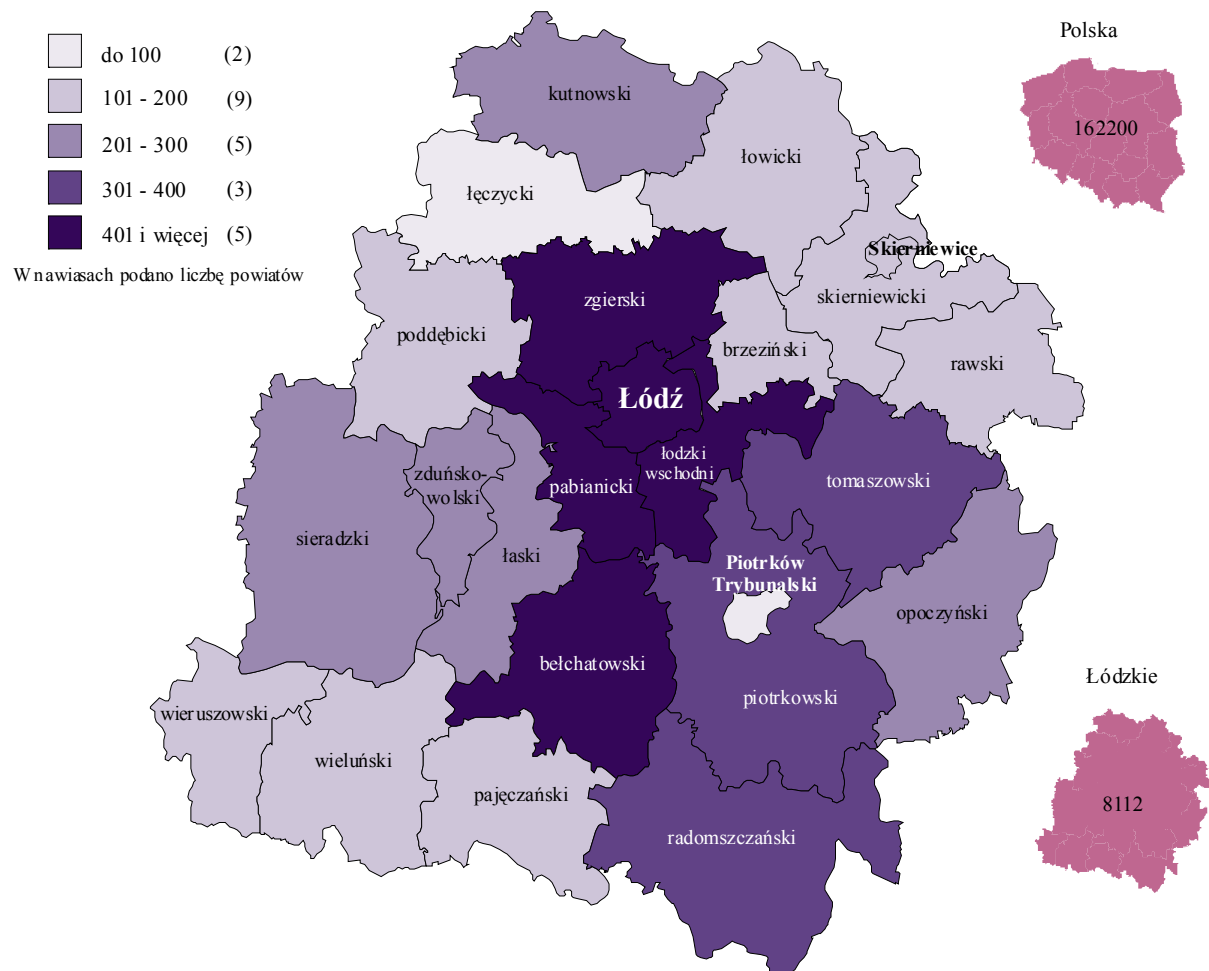 do 100 (2)
101 - 200 (9)
201 - 300 (5)
301 - 400 (3)
401 i więcej (5)
W nawiasach podano liczbę powiatów
kutnowski
łowicki
łęczycki
Skierniewice
zgierski
skierniewicki
poddębicki
brzeziński
rawski
Łódź
łodzki
wschodni
zduńsko-
wolski
pabianicki
tomaszowski
sieradzki
łaski
Piotrków
Trybunalski
opoczyński
bełchatowski
piotrkowski
wieruszowski
wieluński
pajęczański
radomszczański
Polska
162200
Łódzkie
8112